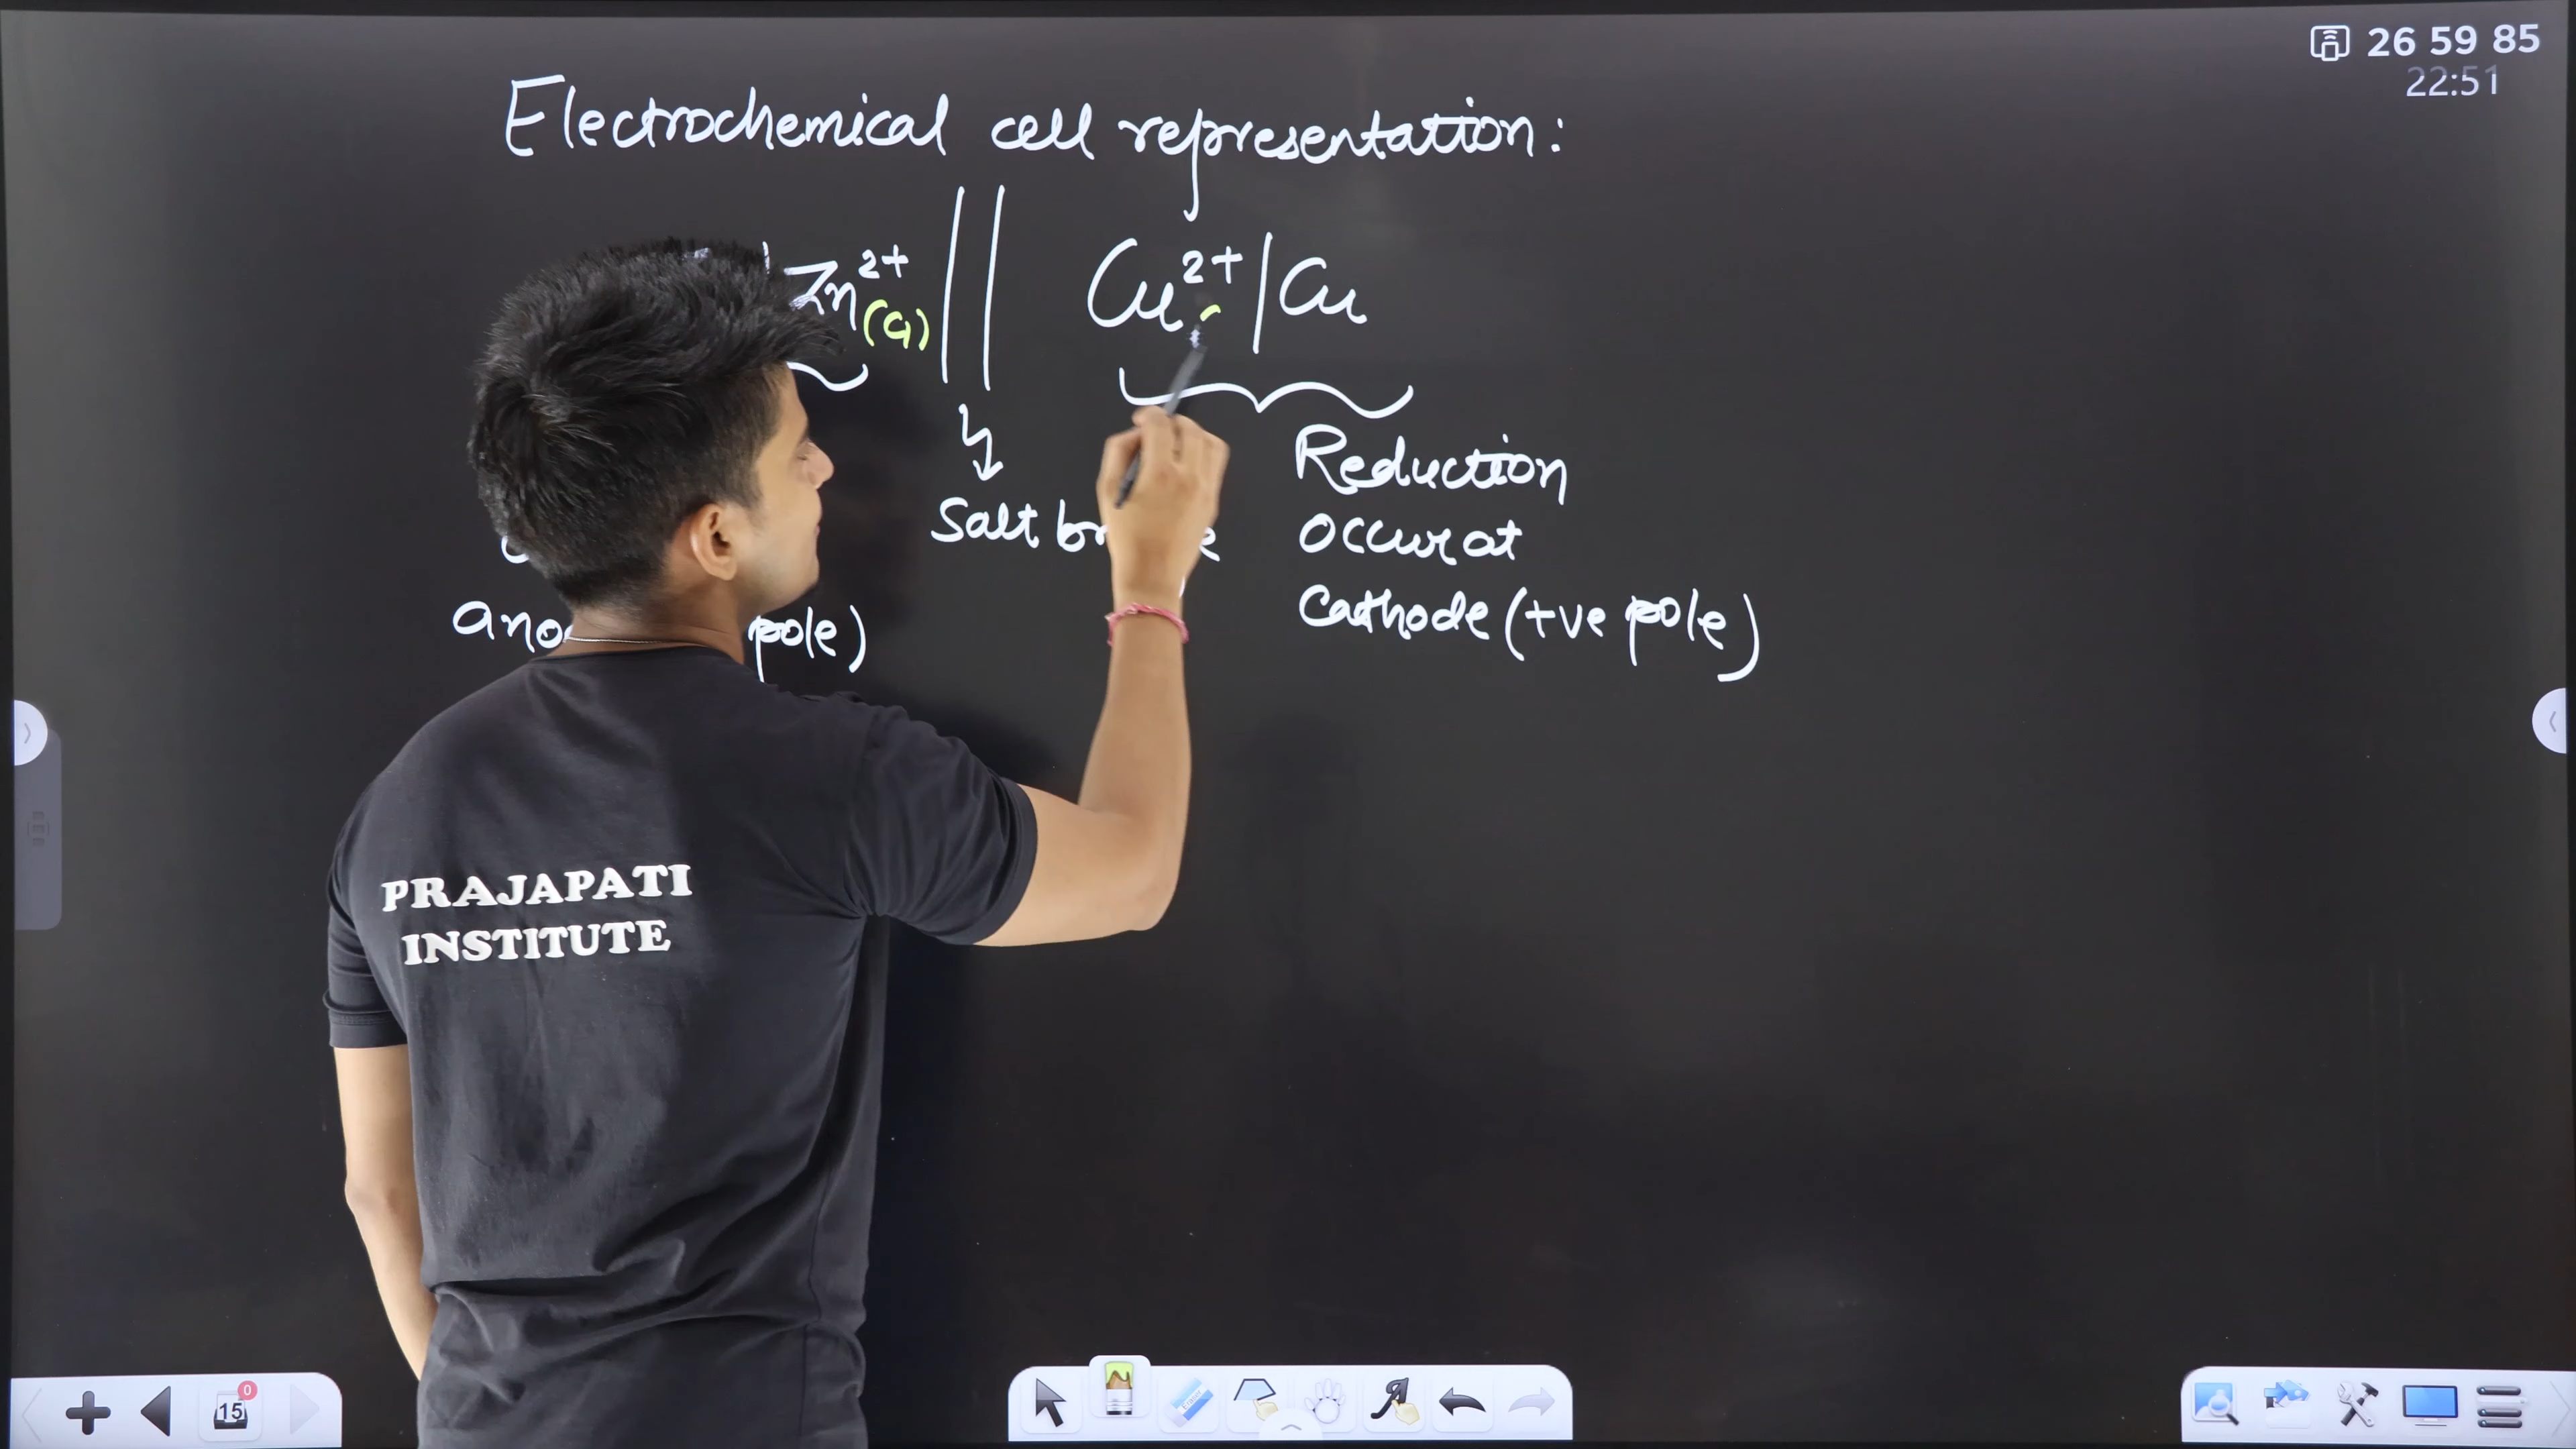 26 59 85
22:51
Electrochemical cell representation:
Zn2+(a) || Cu2+/Cu
Salt
Reduction
occur at
Cathode (+ve pole)
pole)
PRAJAPATI
INSTITUTE
15
0